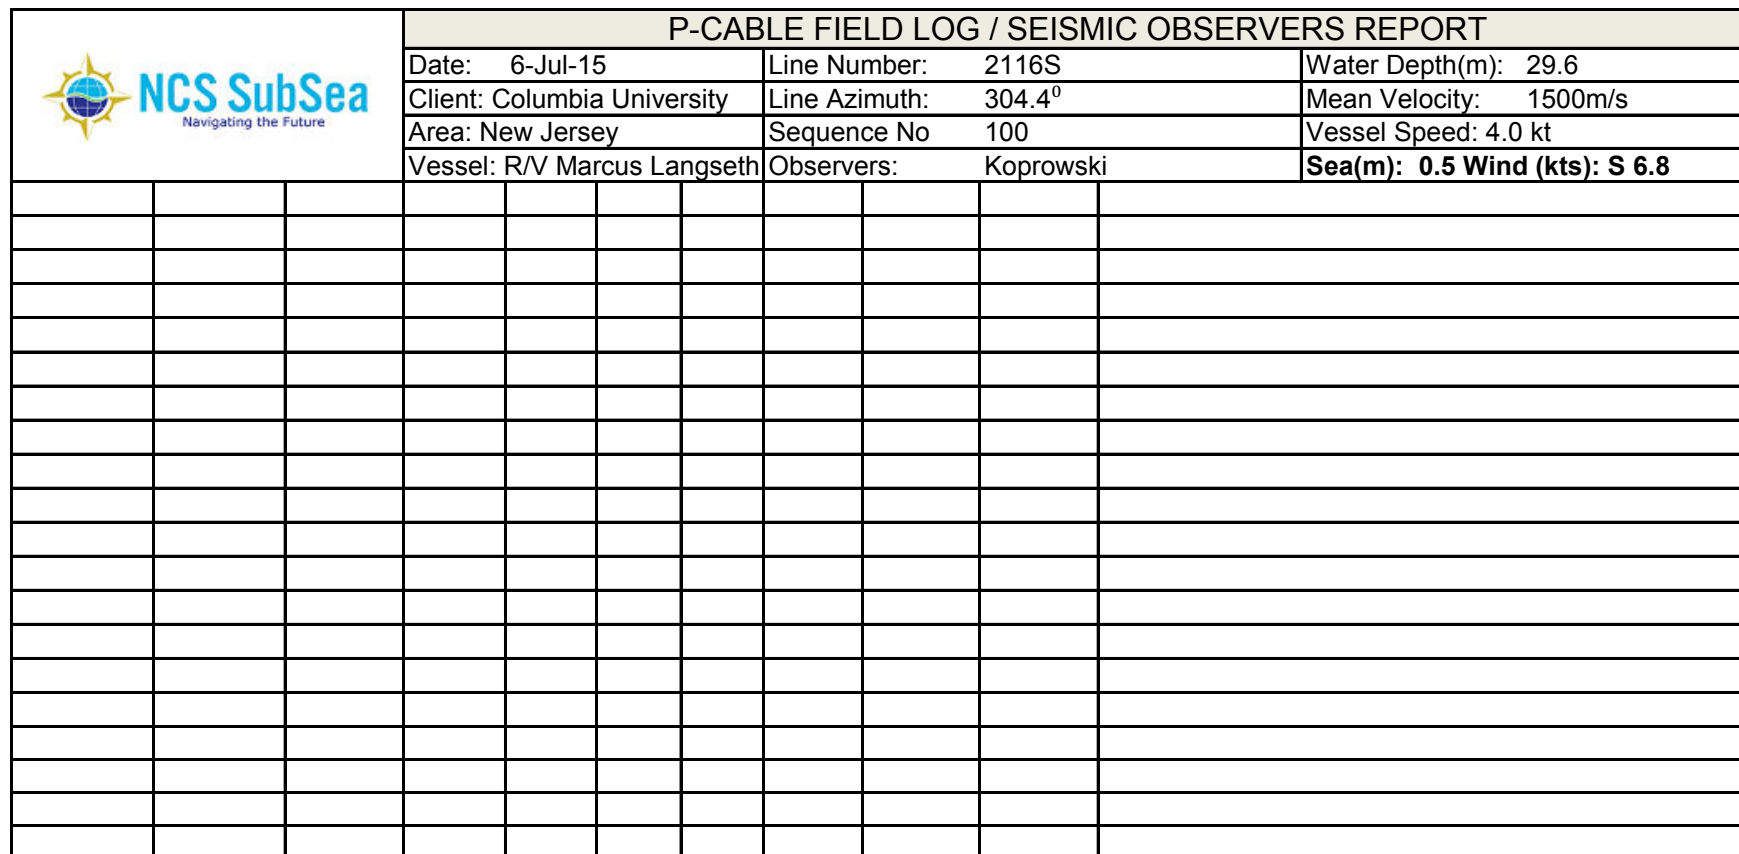 P-CABLE FIELD LOG / SEISMIC OBSERVERS REPORT
NCS SubSea
Navigating the Future
Date: 6-Jul-15 Line Number: 2116S Water Depth(m): 29.6
Client: Columbia University Line Azimuth: 304.4⁰ Mean Velocity: 1500m/s
Area: New Jersey Sequence No 100 Vessel Speed: 4.0 kt
Vessel: R/V Marcus Langseth Observers: Koprowski Sea(m): 0.5 Wind (kts): S 6.8